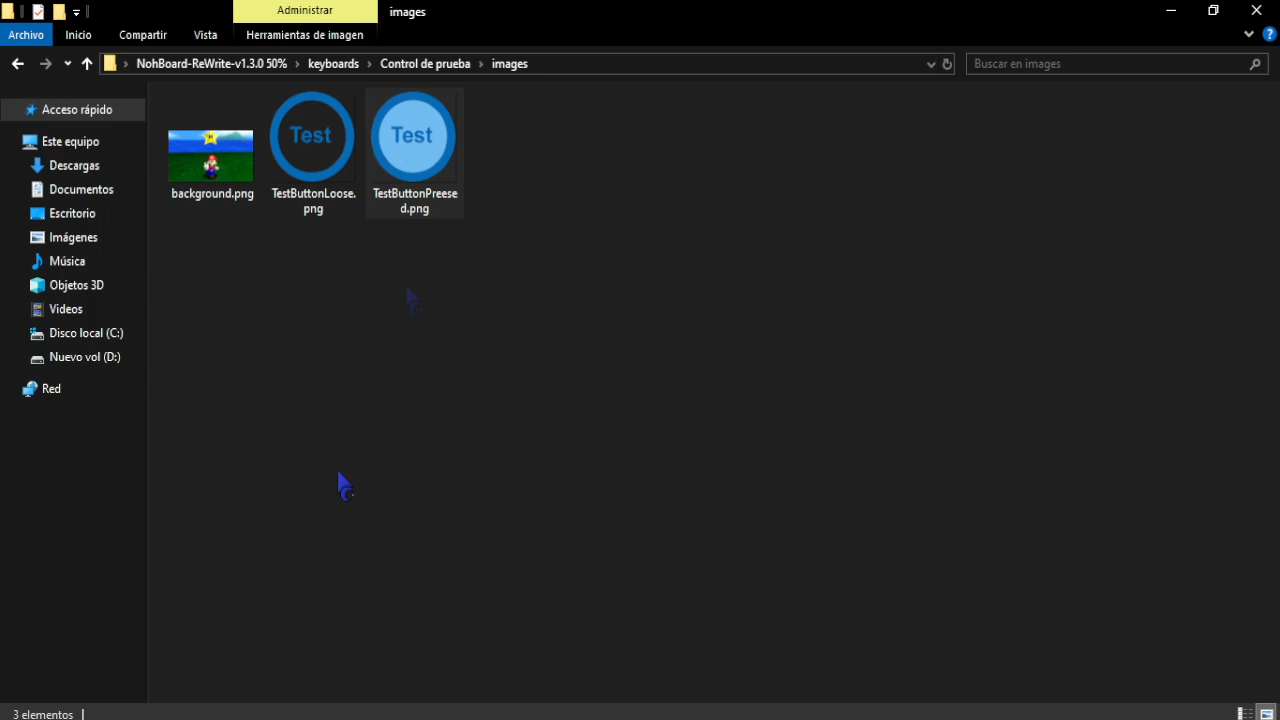 Administrar
images
Archivo
Inicio
Compartir
Vista
Herramientas de imagen
NohBoard-ReWrite-v1.3.0 50% > keyboards > Control de prueba > images
Buscar en images
Acceso rápido
Este equipo
Descargas
Documentos
Escritorio
Imágenes
Música
Objetos 3D
Videos
Disco local (C:)
Nuevo vol (D:)
Red
Test
Test
background.png
TestButtonLoose.
png
TestButtonPreese
d.png
3 elementos